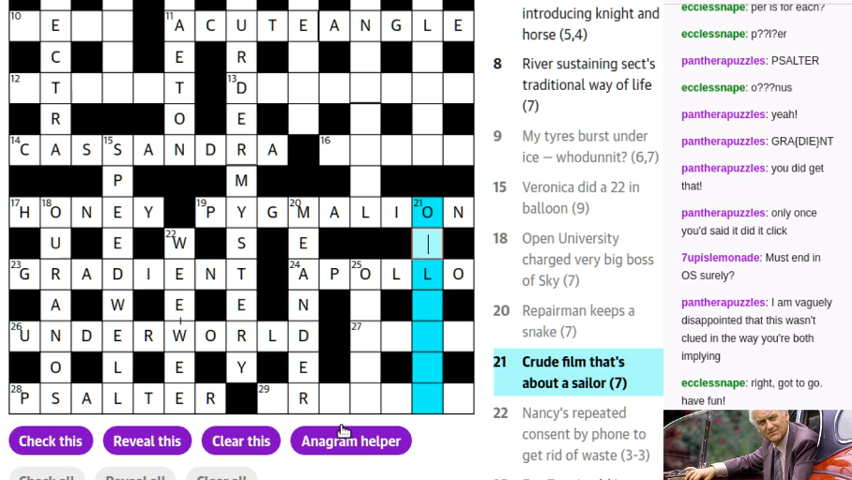 10 E 11 A C U T E A N G L E
C E R
12 T T 13 D
R O E
14 C A S 15 S A N D R A 16
P M
17 H 18 O N E Y 19 P Y G 20 M A L I 21 O N
U E 22 W S E
23 G R A D I E N T 24 A P 25 O L L O
A W E E N
26 U N D E R W O R L D 27
O L E Y E
28 P S A L T E R 29 R
Check this Reveal this Clear this Anagram helper
Check all Reveal all Clear all
introducing knight and
horse (5,4)
8 River sustaining sect's
traditional way of life
(7)
9 My tyres burst under
ice – whodunnit? (6,7)
15 Veronica did a 22 in
balloon (9)
18 Open University
charged very big boss
of Sky (7)
20 Repairman keeps a
snake (7)
21 Crude film that's
about a sailor (7)
22 Nancy's repeated
consent by phone to
get rid of waste (3-3)
ecclessnape: per is for each?
ecclessnape: p??l?er
pantherapuzzles: PSALTER
ecclessnape: o???nus
pantherapuzzles: yeah!
pantherapuzzles: GRA{DIE}NT
pantherapuzzles: you did get
that!
pantherapuzzles: only once
you'd said it did it click
7upislemonade: Must end in
OS surely?
pantherapuzzles: I am vaguely
disappointed that this wasn't
clued in the way you're both
implying
ecclessnape: right, got to go.
have fun!